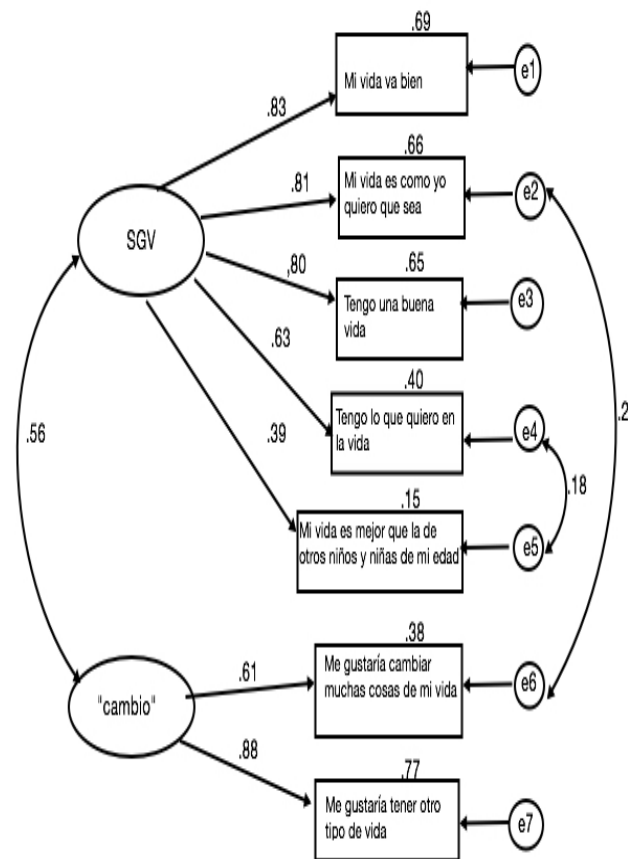 .69
Mi vida va bien
e1
.83
.66
Mi vida es como yo
quiero que sea
e2
.81
SGV
.65
,80
Tengo una buena
vida
e3
.63
.40
Tengo lo que quiero en
la vida
e4
.2
.56
.39
.18
.15
Mi vida es mejor que la de
otros niños y niñas de mi edad
e5
.38
Me gustaría cambiar
muchas cosas de mi vida
e6
.61
"cambio"
.88
.77
Me gustaría tener otro
tipo de vida
e7